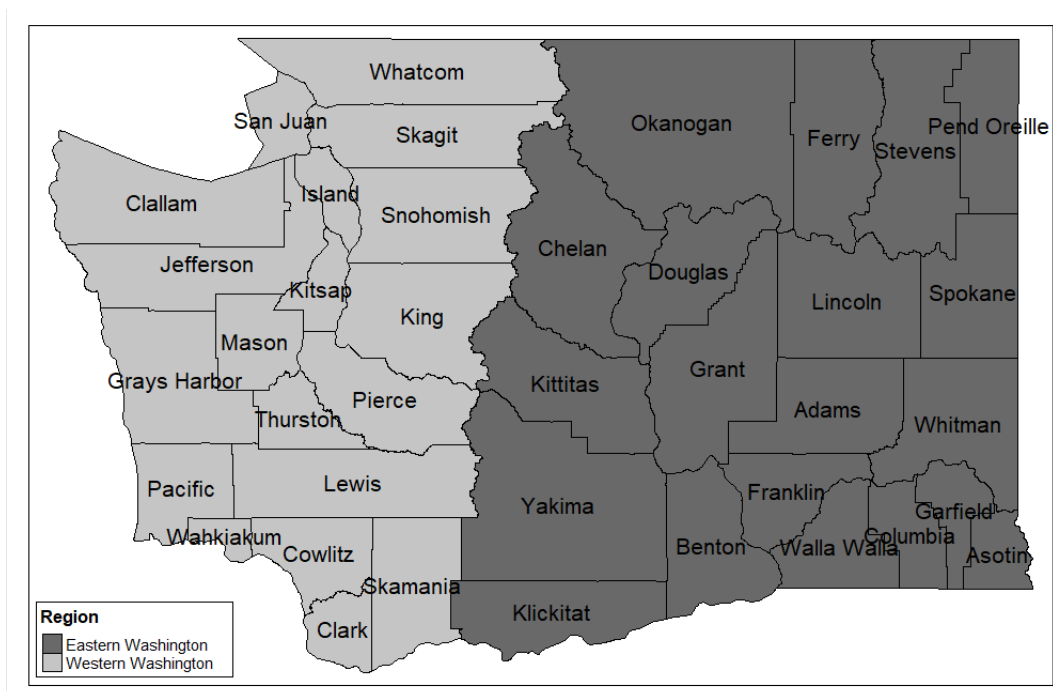 Whatcom
San Juan
Skagit
Okanogan
Ferry
Stevens
Pend Oreille
Clallam
Island
Snohomish
Jefferson
Kitsap
Chelan
Douglas
Lincoln
Spokane
King
Mason
Grays Harbor
Pierce
Thurston
Kittitas
Grant
Adams
Whitman
Pacific
Lewis
Yakima
Franklin
Garfield
Wahkiakum
Cowlitz
Skamania
Benton
Walla Walla
Columbia
Asotin
Klickitat
Clark
Region
Eastern Washington
Western Washington